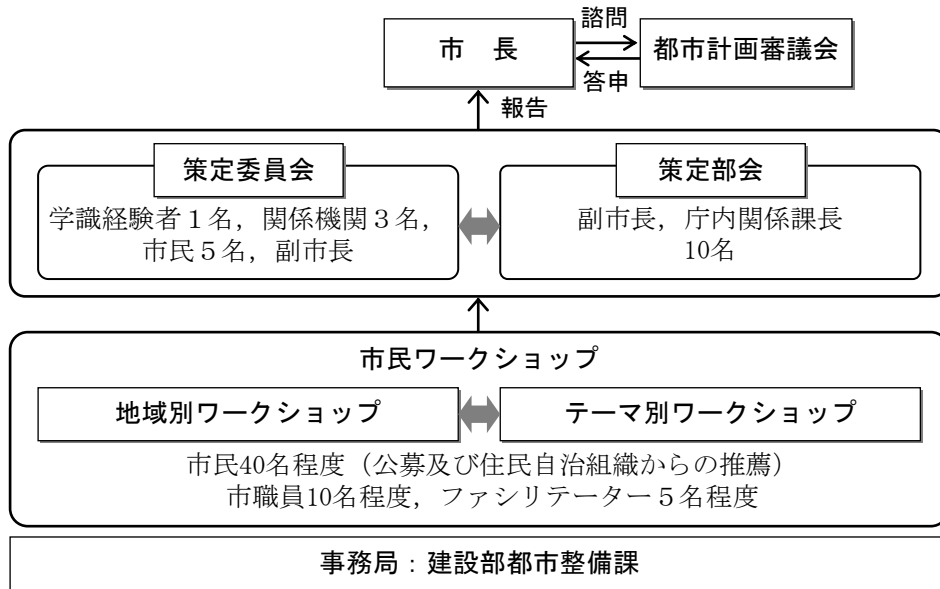 諮問
市　長
都市計画審議会
答申
報告
策定委員会
学識経験者１名，関係機関３名，
市民５名，副市長
策定部会
副市長，庁内関係課長
10名
市民ワークショップ
地域別ワークショップ
テーマ別ワークショップ
市民40名程度（公募及び住民自治組織からの推薦）
市職員10名程度，ファシリテーター５名程度
事務局：建設部都市整備課